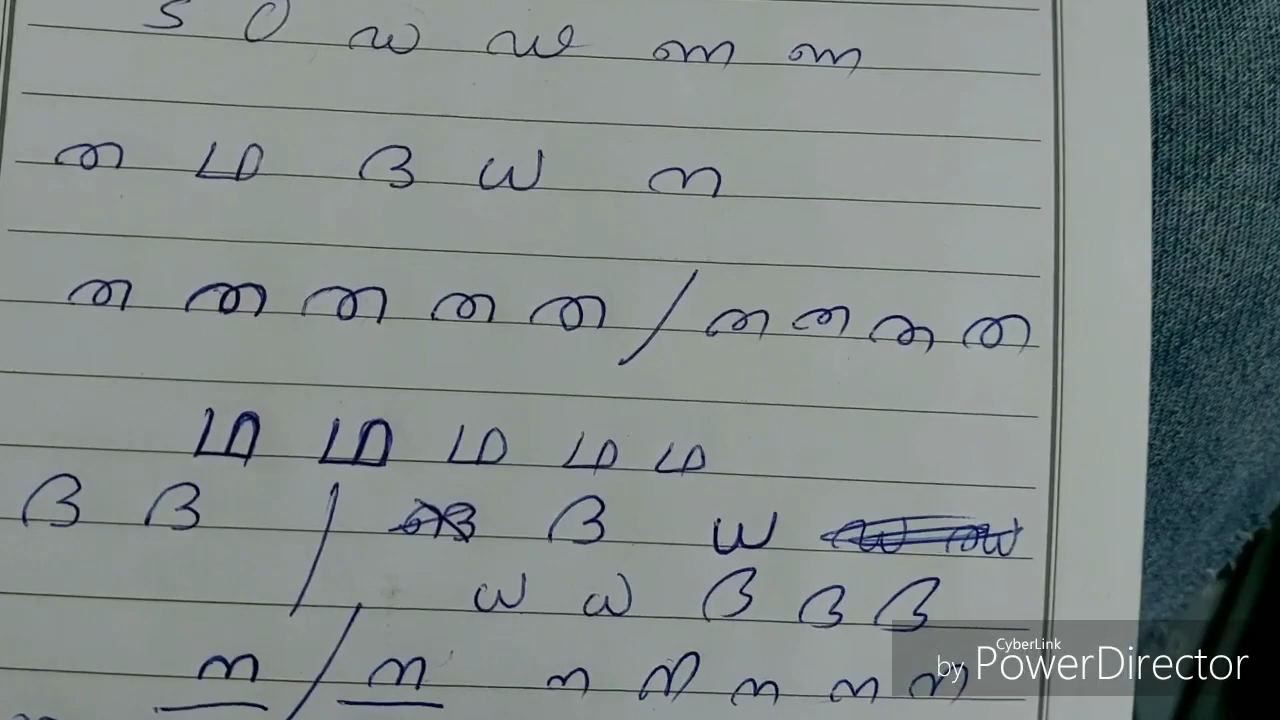 ട ഠ ഡ ഢ ണ ണ
ത ഥ ദ ധ ന
ത ത ത ത ത / ത ത ത ത
ഥ ഥ ഥ ഥ ഥ
ദ ദ / ദ ധ
ധ ധ ദ ദ ദ
ന / ന ന ന ന ന ന
CyberLink
by PowerDirector